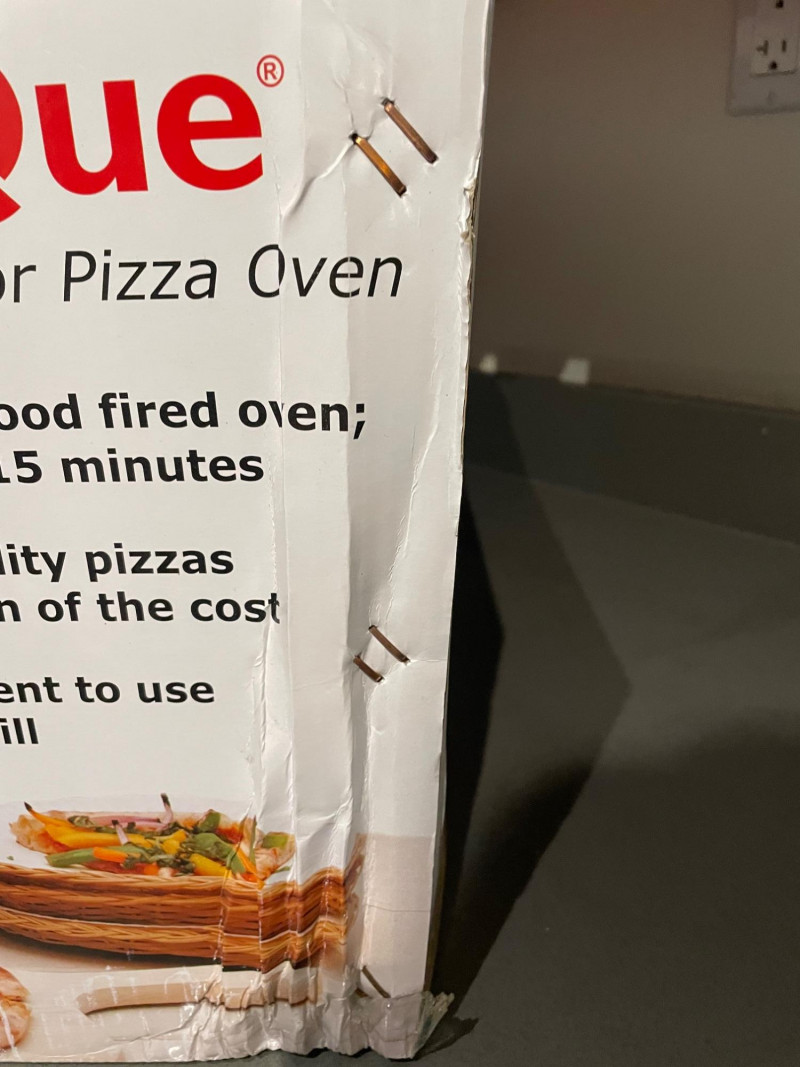 Que®
or Pizza Oven
ood fired oven;
15 minutes
lity pizzas
n of the cost
ent to use
ill